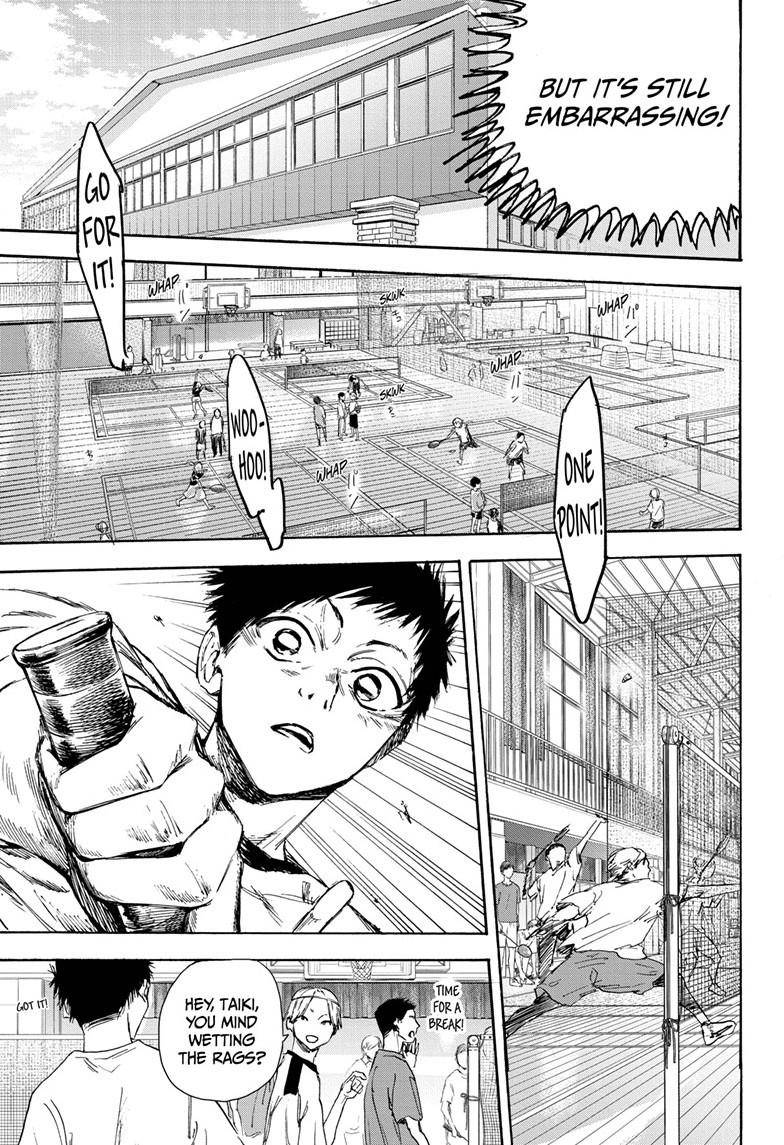 BUT IT'S STILL
EMBARRASSING!
GO
FOR
IT!
WHAP
SKWK
WHAP
WHAP
SKWK
WOO-
HOO!
WHAP
ONE
POINT!
TIME
FOR A
BREAK!
HEY, TAIKI,
YOU MIND
WETTING
THE RAGS?
GOT IT!